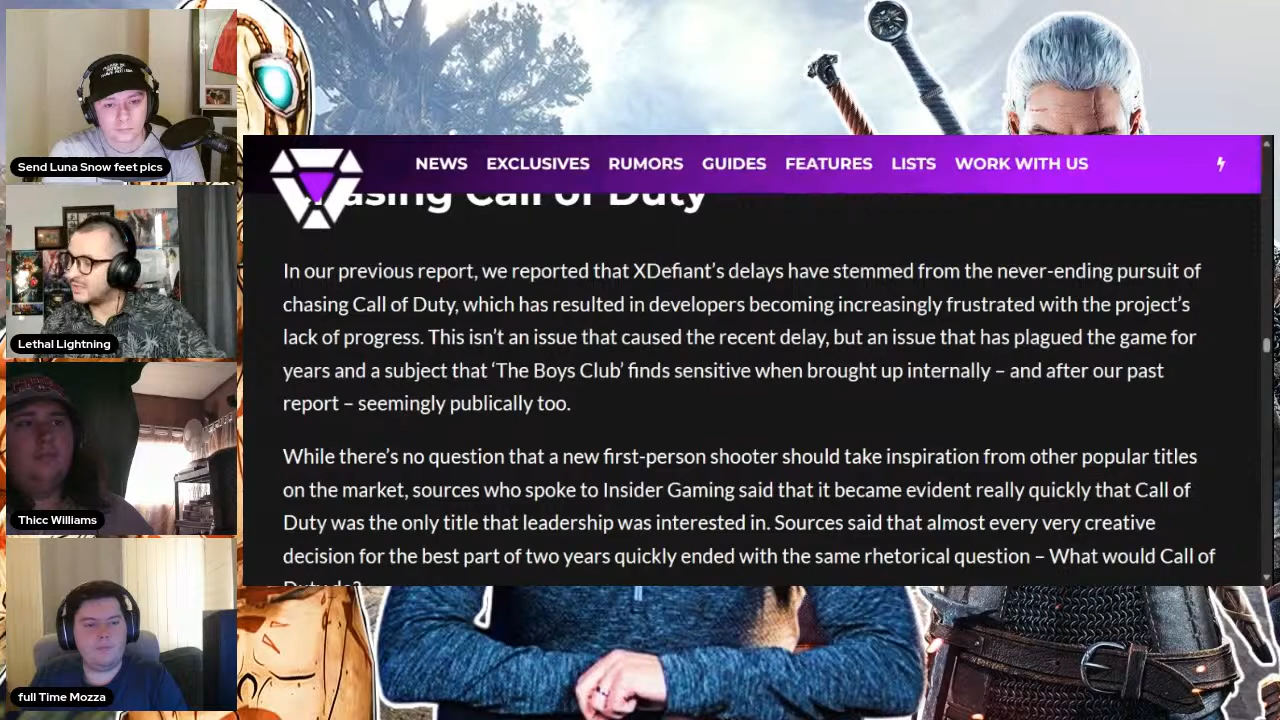 Send Luna Snow feet pics
Lethal Lightning
Thicc Williams
full Time Mozza
NEWS EXCLUSIVES RUMORS GUIDES FEATURES LISTS WORK WITH US
Call of Duty
In our previous report, we reported that XDefiant’s delays have stemmed from the never-ending pursuit of
chasing Call of Duty, which has resulted in developers becoming increasingly frustrated with the project’s
lack of progress. This isn’t an issue that caused the recent delay, but an issue that has plagued the game for
years and a subject that ‘The Boys Club’ finds sensitive when brought up internally – and after our past
report – seemingly publically too.
While there’s no question that a new first-person shooter should take inspiration from other popular titles
on the market, sources who spoke to Insider Gaming said that it became evident really quickly that Call of
Duty was the only title that leadership was interested in. Sources said that almost every very creative
decision for the best part of two years quickly ended with the same rhetorical question – What would Call of